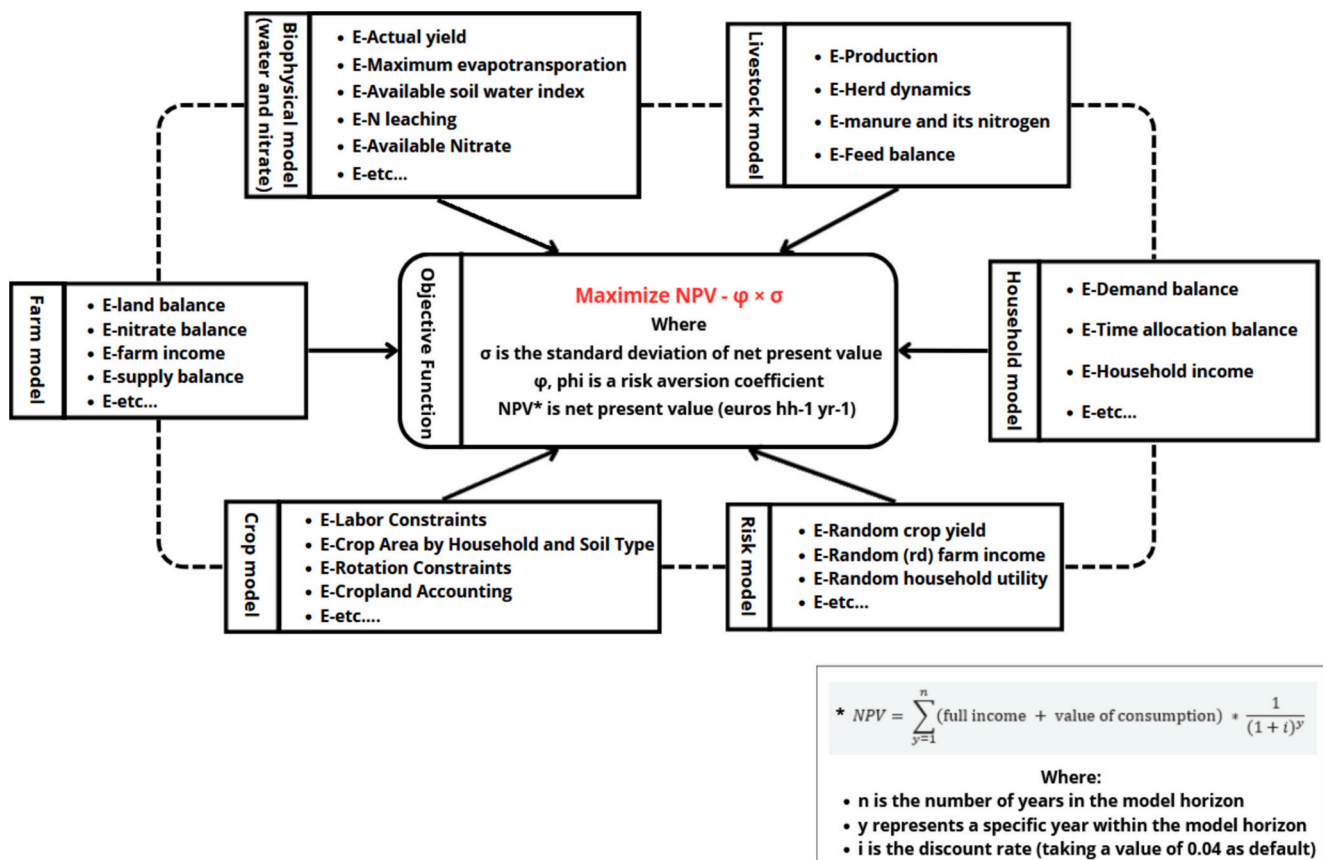 Biophysical model
(water and nitrate)
• E-Actual yield
• E-Maximum evapotransporation
• E-Available soil water index
• E-N leaching
• E-Available Nitrate
• E-etc...
Livestock model
• E-Production
• E-Herd dynamics
• E-manure and its nitrogen
• E-Feed balance
Farm model
• E-land balance
• E-nitrate balance
• E-farm income
• E-supply balance
• E-etc...
Objective Function
Maximize NPV - φ × σ
Where
σ is the standard deviation of net present value
φ, phi is a risk aversion coefficient
NPV* is net present value (euros hh-1 yr-1)
Household model
• E-Demand balance
• E-Time allocation balance
• E-Household income
• E-etc...
Crop model
• E-Labor Constraints
• E-Crop Area by Household and Soil Type
• E-Rotation Constraints
• E-Cropland Accounting
• E-etc....
Risk model
• E-Random crop yield
• E-Random (rd) farm income
• E-Random household utility
• E-etc...
* NPV = ∑_{y=1}^{n} (full income + value of consumption) * 1/(1 + i)^y
Where:
• n is the number of years in the model horizon
• y represents a specific year within the model horizon
• i is the discount rate (taking a value of 0.04 as default)